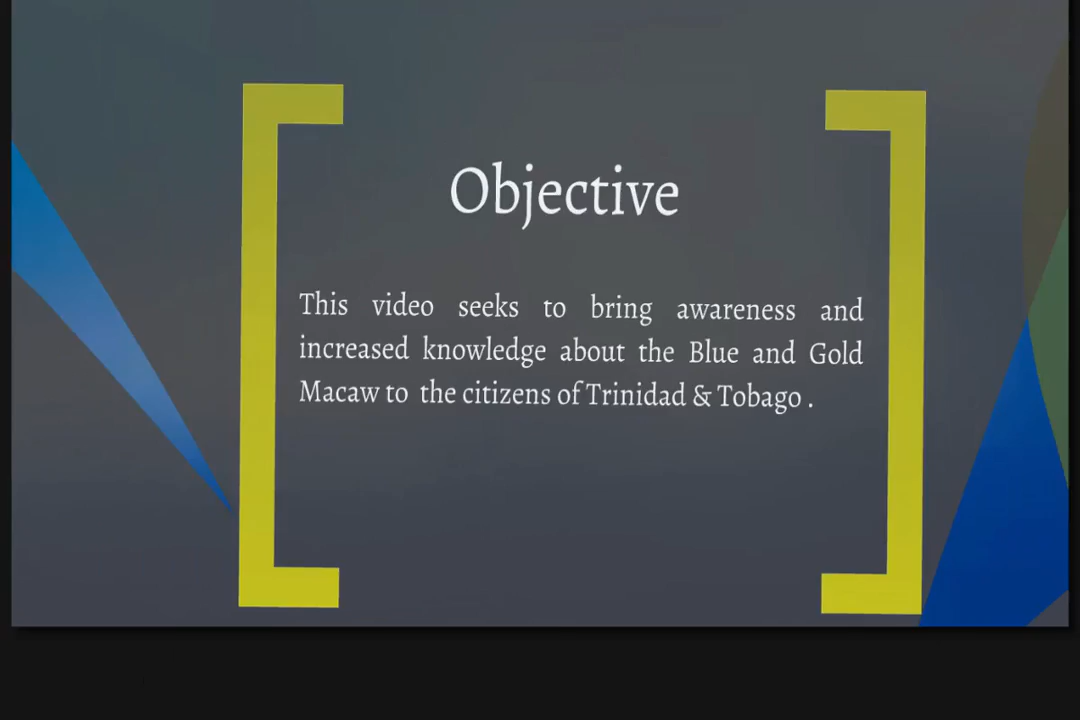 Objective
This video seeks to bring awareness and
increased knowledge about the Blue and Gold
Macaw to the citizens of Trinidad & Tobago .